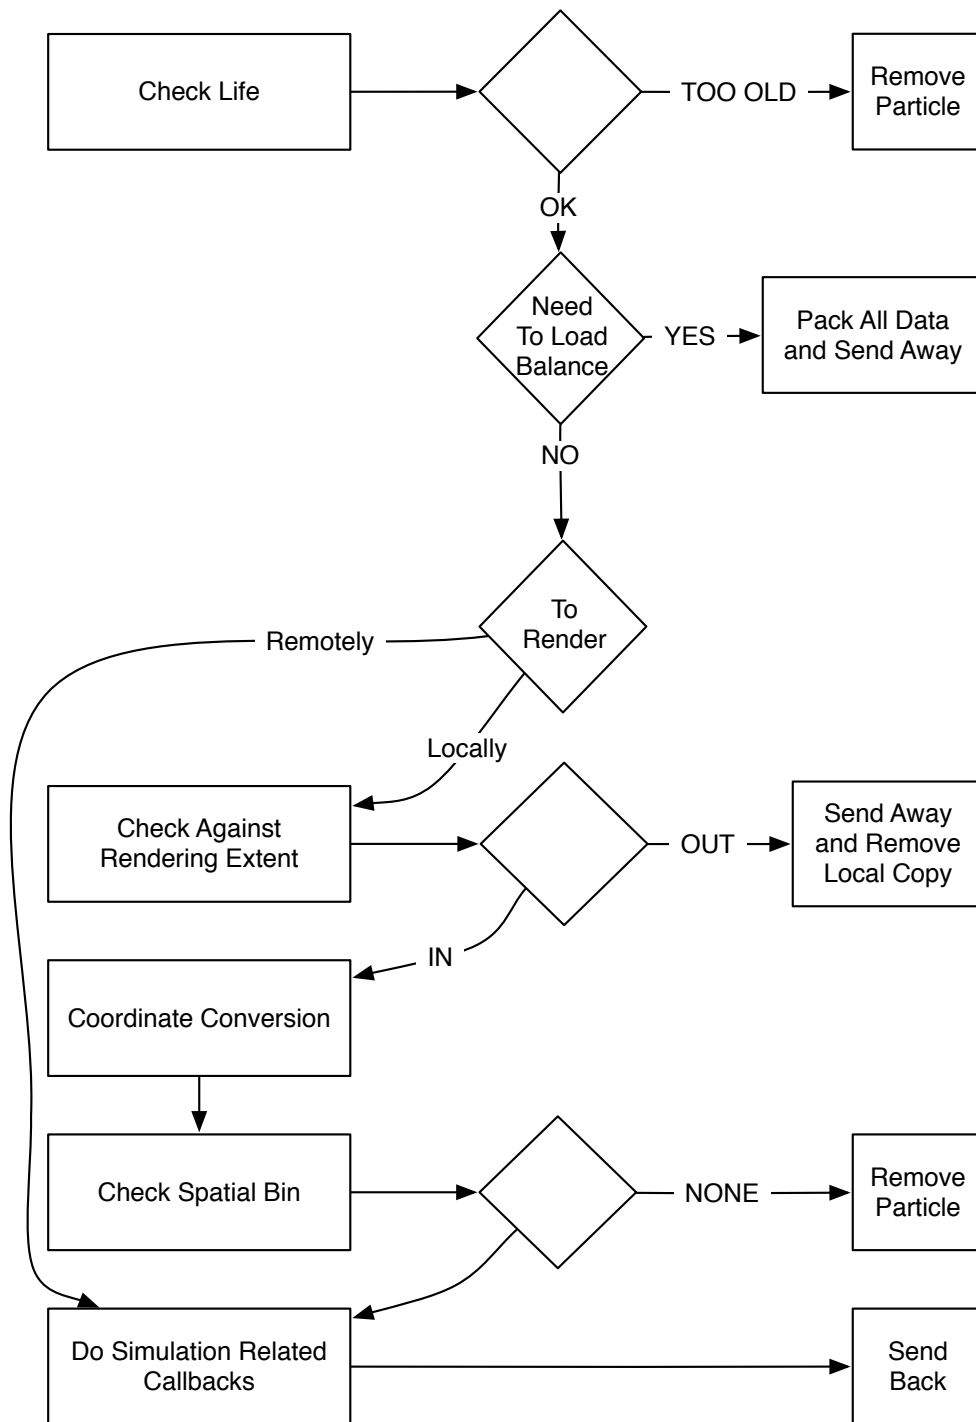 Check Life
TOO OLD
Remove
Particle
OK
Need
To Load
Balance
YES
Pack All Data
and Send Away
NO
To
Render
Remotely
Locally
Check Against
Rendering Extent
OUT
Send Away
and Remove
Local Copy
IN
Coordinate Conversion
Check Spatial Bin
NONE
Remove
Particle
Do Simulation Related
Callbacks
Send
Back